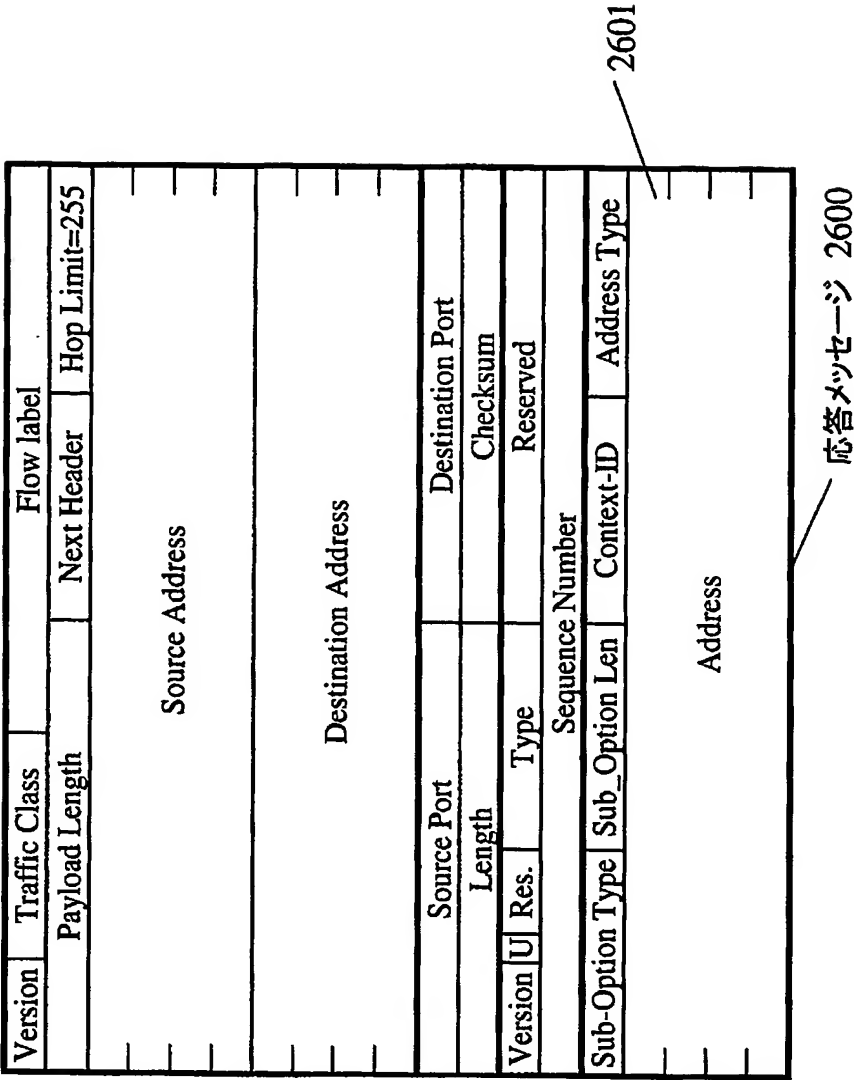 Version Traffic Class Flow label
Payload Length Next Header Hop Limit=255
Source Address
Destination Address
Source Port Destination Port
Length Checksum
Version U Res. Type Reserved
Sequence Number
Sub-Option Type Sub_Option Len Context-ID Address Type
Address
2601
応答メッセージ 2600